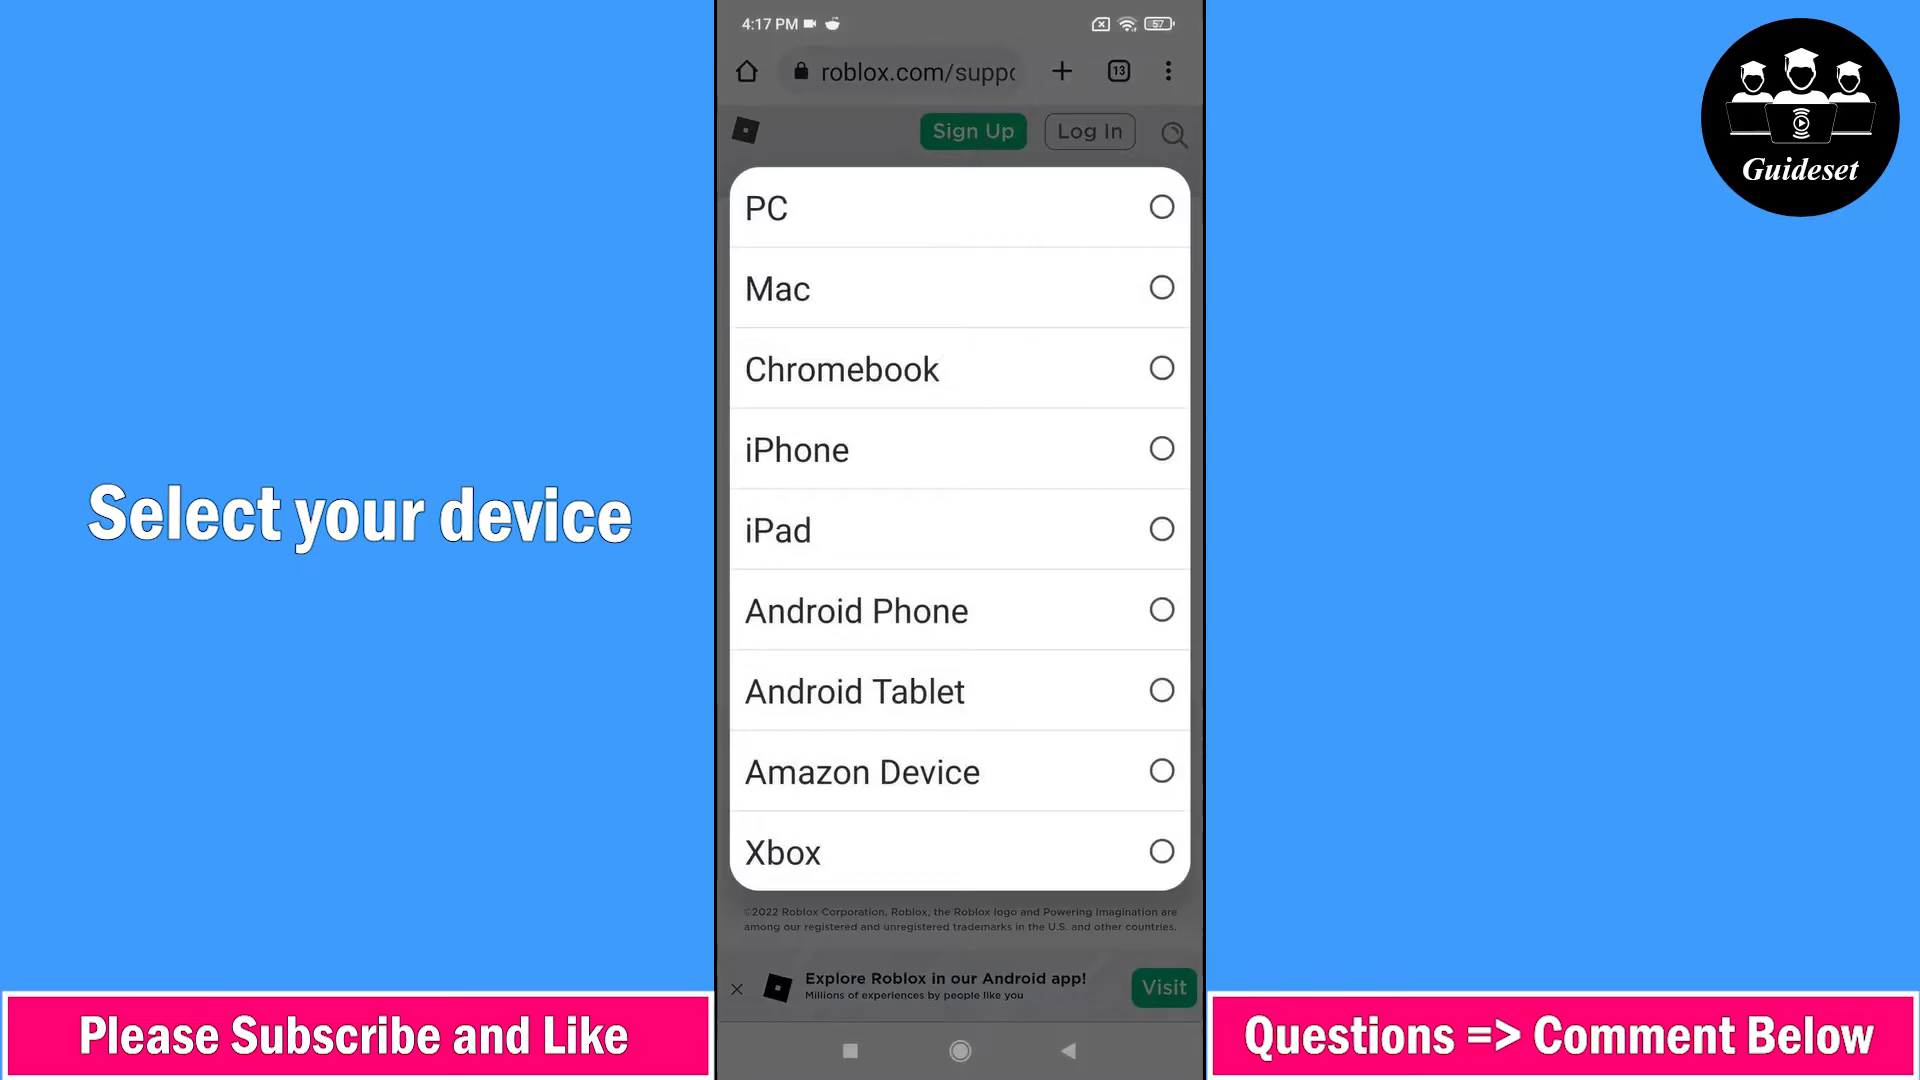 4:17 PM
57
roblox.com/suppo
13
Sign Up
Log In
Guideset
PC
Mac
Chromebook
iPhone
iPad
Android Phone
Android Tablet
Amazon Device
Xbox
Select your device
©2022 Roblox Corporation. Roblox, the Roblox logo and Powering Imagination are
among our registered and unregistered trademarks in the U.S. and other countries.
Explore Roblox in our Android app!
Millions of experiences by people like you
Visit
Please Subscribe and Like
Questions => Comment Below